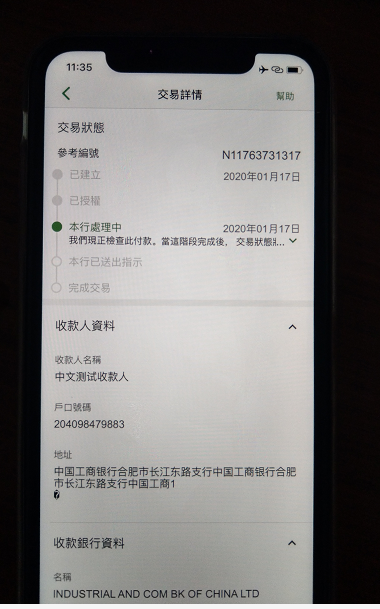 11:35
交易詳情
幫助
交易狀態
參考編號 N11763731317
已建立 2020年01月17日
已授權
本行處理中 2020年01月17日
我們現正檢查此付款。當這階段完成後， 交易狀態將...
本行已送出指示
完成交易
收款人資料
收款人名稱
中文测试收款人
戶口號碼
204098479883
地址
中国工商银行合肥市长江东路支行中国工商银行合肥
市长江东路支行中国工商1
收款銀行資料
名稱
INDUSTRIAL AND COM BK OF CHINA LTD